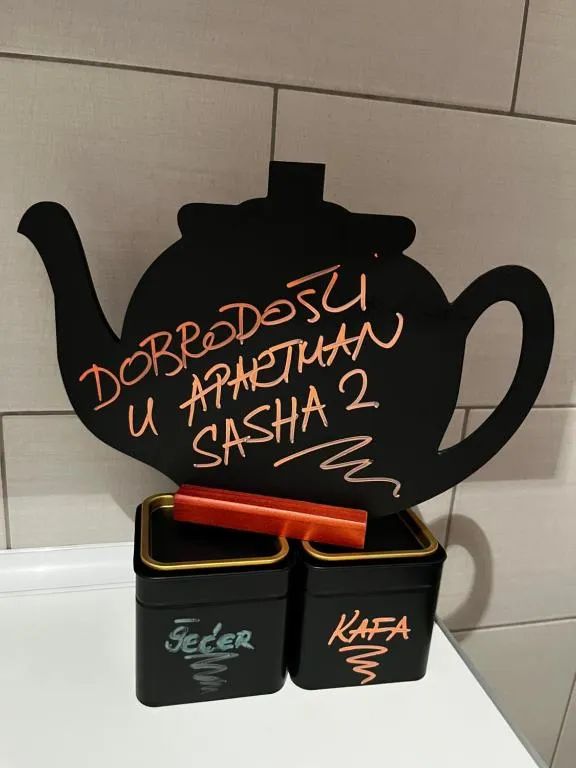 DOBRODOŠLI
U APARTMAN
SASHA 2
ŠEĆER
KAFA